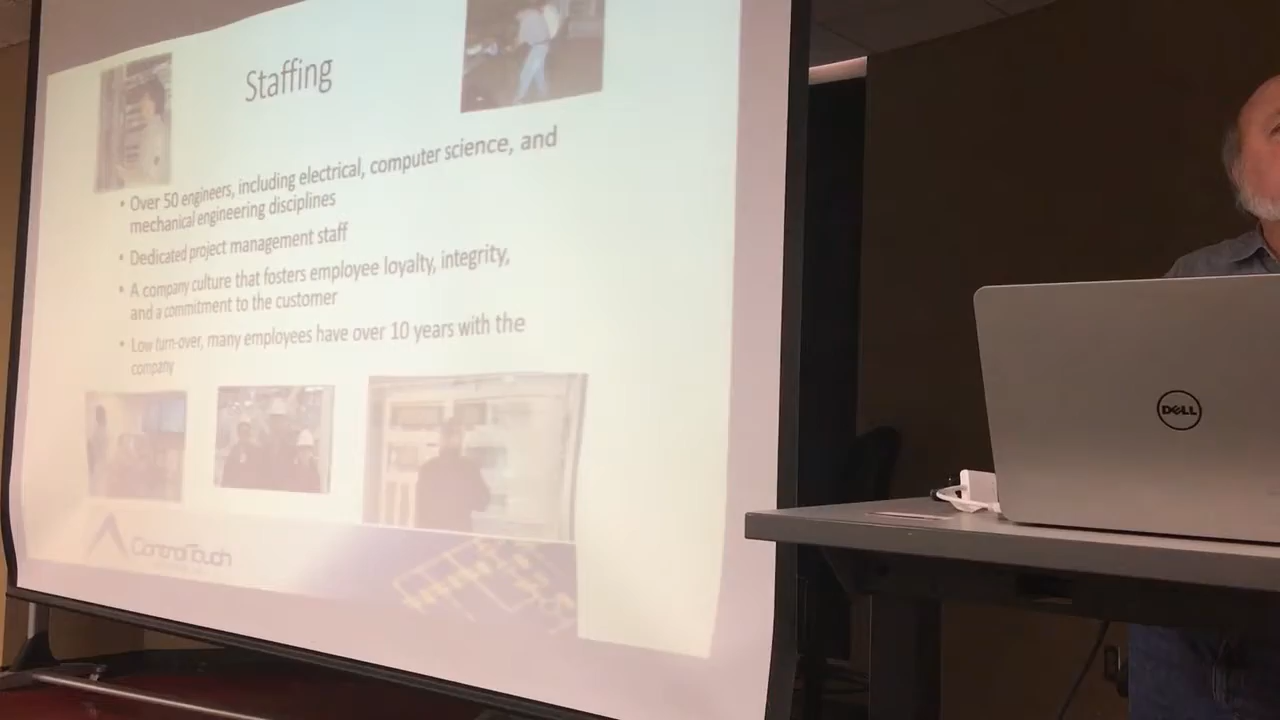 Staffing
• Over 50 engineers, including electrical, computer science, and
mechanical engineering disciplines
• Dedicated project management staff
• A company culture that fosters employee loyalty, integrity,
and a commitment to the customer
• Low turn-over, many employees have over 10 years with the
company
ControlTouch
DELL